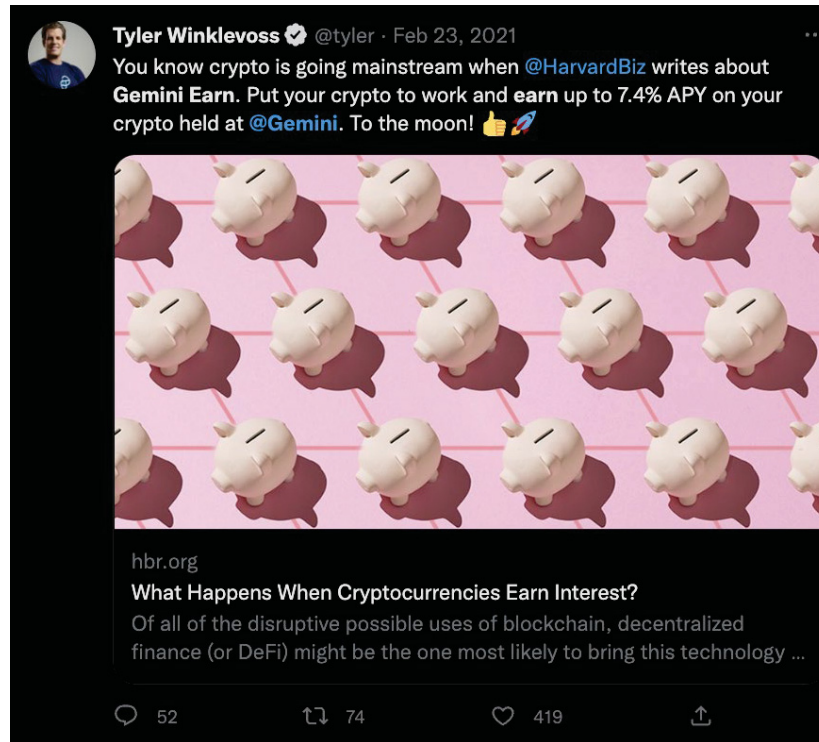 Tyler Winklevoss @tyler · Feb 23, 2021
You know crypto is going mainstream when @HarvardBiz writes about
Gemini Earn. Put your crypto to work and earn up to 7.4% APY on your
crypto held at @Gemini. To the moon! 👍🚀
hbr.org
What Happens When Cryptocurrencies Earn Interest?
Of all of the disruptive possible uses of blockchain, decentralized
finance (or DeFi) might be the one most likely to bring this technology ...
52 74 419